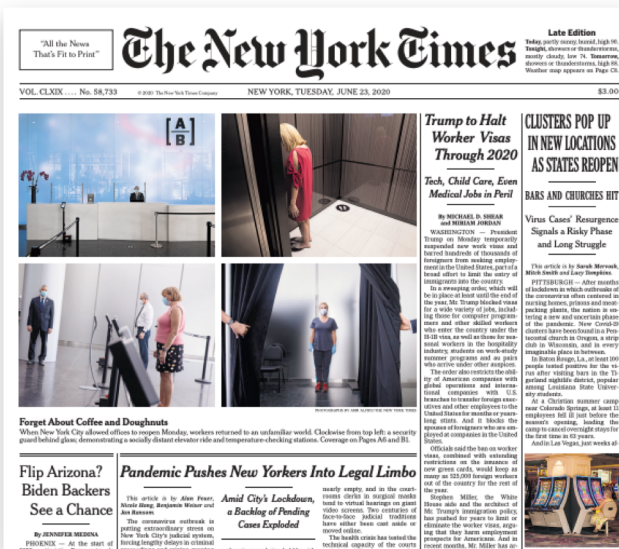 "All the News
That's Fit to Print"
The New York Times
Late Edition
Today, partly sunny, humid, high 90.
Tonight, showers or thunderstorms,
mostly cloudy, low 74. Tomorrow,
showers or thunderstorms, high 88.
Weather map appears on Page C8.
VOL. CLXIX .... No. 58,733
© 2020 The New York Times Company
NEW YORK, TUESDAY, JUNE 23, 2020
$3.00
[A/B]
PHOTOGRAPHS BY THE NEW YORK TIMES
Forget About Coffee and Doughnuts
When New York City allowed offices to reopen Monday, workers returned to an unfamiliar world. Clockwise from top left: a security
guard behind glass; demonstrating a socially distant elevator ride and temperature-checking stations. Coverage on Pages A6 and B1.
Trump to Halt
Worker Visas
Through 2020
Tech, Child Care, Even
Medical Jobs in Peril
By MICHAEL D. SHEAR
and MIRIAM JORDAN
WASHINGTON — President
Trump on Monday temporarily
suspended new work visas and
barred hundreds of thousands of
foreigners from seeking employ-
ment in the United States, part of a
broad effort to limit the entry of
immigrants into the country.
In a sweeping order, which will
be in place at least until the end of
the year, Mr. Trump blocked visas
for a wide variety of jobs, includ-
ing those for computer program-
mers and other skilled workers
who enter the country under the
H-1B visa, as well as those for sea-
sonal workers in the hospitality
industry, students on work-study
summer programs and au pairs
who arrive under other auspices.
The order also restricts the abil-
ity of American companies with
global operations and interna-
tional companies with U.S.
branches to transfer foreign exec-
utives and other employees to the
United States for months or years-
long stints. And it blocks the
spouses of foreigners who are em-
ployed at companies in the United
States.
Officials said the ban on worker
visas, combined with extending
restrictions on the issuance of
new green cards, would keep as
many as 525,000 foreign workers
out of the country for the rest of
the year.
Stephen Miller, the White
House aide and the architect of
Mr. Trump's immigration policy,
has pushed for years to limit or
eliminate the worker visas, argu-
ing that they harm employment
prospects for Americans. And in
recent months, Mr. Miller has ar-
CLUSTERS POP UP
IN NEW LOCATIONS
AS STATES REOPEN
BARS AND CHURCHES HIT
Virus Cases' Resurgence
Signals a Risky Phase
and Long Struggle
This article is by Sarah Mervosh,
Mitch Smith and Lucy Tompkins.
PITTSBURGH — After months
of lockdown in which outbreaks of
the coronavirus often centered in
nursing homes, prisons and meat-
packing plants, the nation is en-
tering a new and uncertain phase
of the pandemic. New Covid-19
clusters have been found in a Pen-
tecostal church in Oregon, a strip
club in Wisconsin, and in every
imaginable place in between.
In Baton Rouge, La., at least 100
people tested positive for the vi-
rus after visiting bars in the Ti-
gerland nightlife district, popular
among Louisiana State Univer-
sity students.
At a Christian summer camp
near Colorado Springs, at least 11
employees fell ill just before the
season's opening, leading the
camp to cancel overnight stays for
the first time in 63 years.
And in Las Vegas, just weeks af-
Flip Arizona?
Biden Backers
See a Chance
By JENNIFER MEDINA
PHOENIX — At the start of
Pandemic Pushes New Yorkers Into Legal Limbo
This article is by Alan Feuer,
Nicole Hong, Benjamin Weiser and
Jan Ransom.
The coronavirus outbreak is
putting extraordinary stress on
New York City's judicial system,
forcing lengthy delays in criminal
Amid City's Lockdown,
a Backlog of Pending
Cases Exploded
nearly empty, and in the court-
rooms clerks in surgical masks
tend to virtual hearings on giant
video screens. Two centuries of
face-to-face judicial traditions
have either been cast aside or
moved online.
The health crisis has tested the
technical capacity of the courts